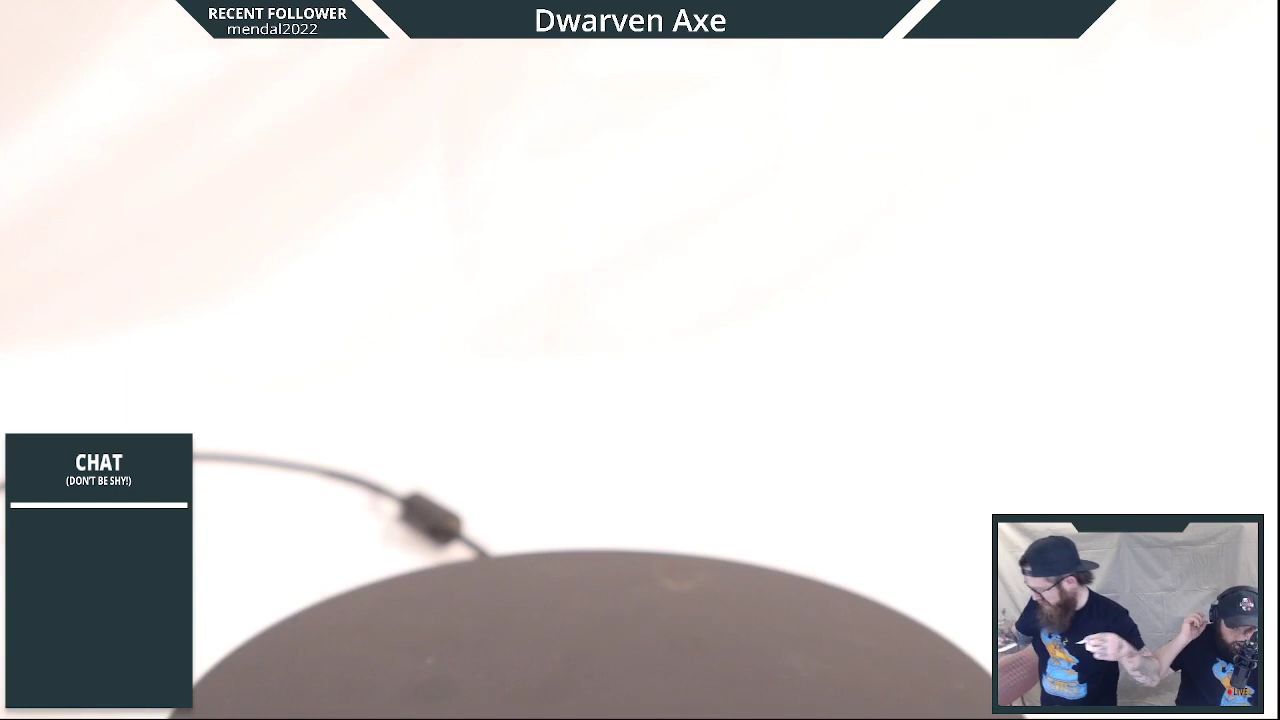 RECENT FOLLOWER
mendal2022
Dwarven Axe
CHAT
(DON'T BE SHY!)
LIVE